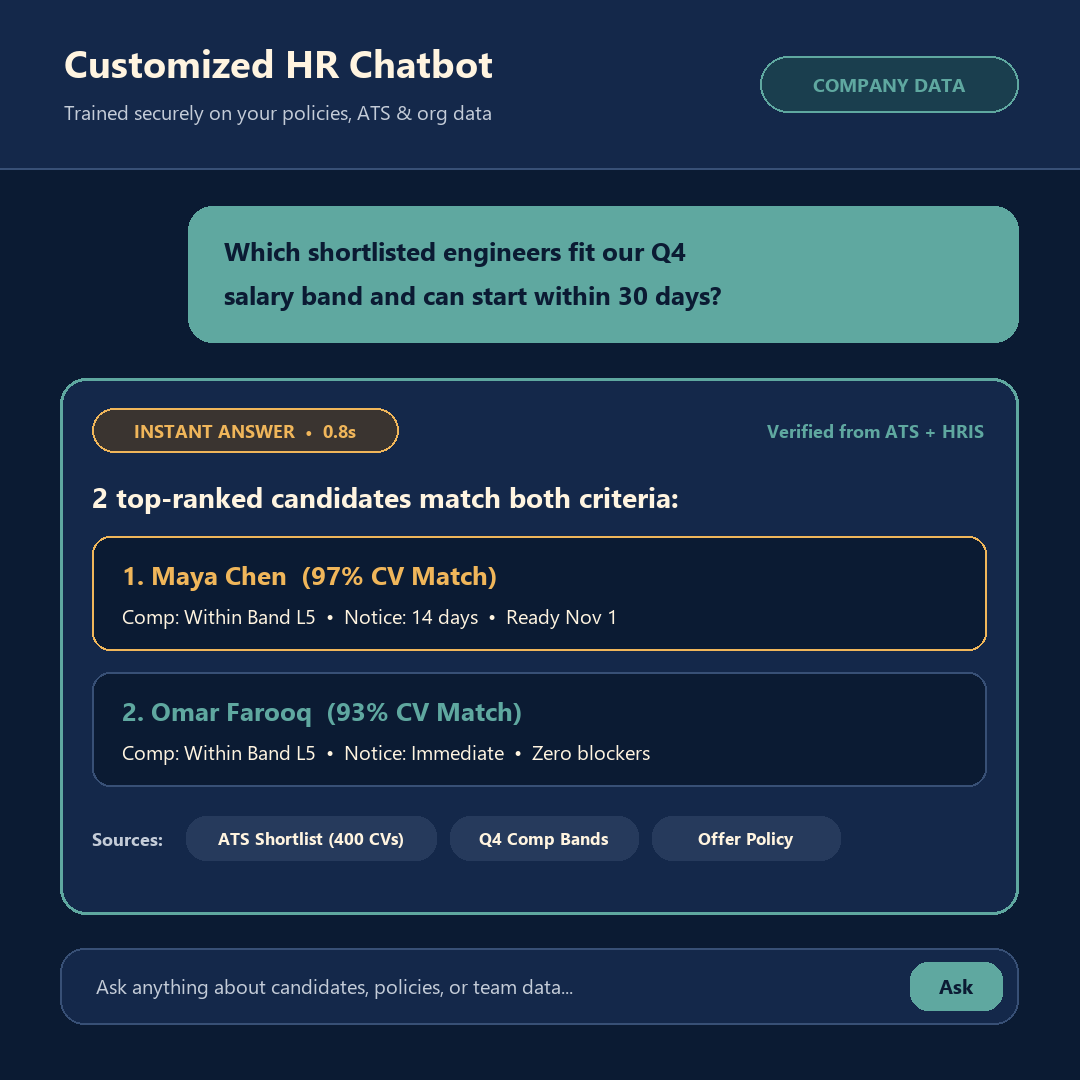 Customized HR Chatbot
Trained securely on your policies, ATS & org data
COMPANY DATA
Which shortlisted engineers fit our Q4
salary band and can start within 30 days?
INSTANT ANSWER • 0.8s
Verified from ATS + HRIS
2 top-ranked candidates match both criteria:
1. Maya Chen (97% CV Match)
Comp: Within Band L5 • Notice: 14 days • Ready Nov 1
2. Omar Farooq (93% CV Match)
Comp: Within Band L5 • Notice: Immediate • Zero blockers
Sources: ATS Shortlist (400 CVs) Q4 Comp Bands Offer Policy
Ask anything about candidates, policies, or team data...
Ask